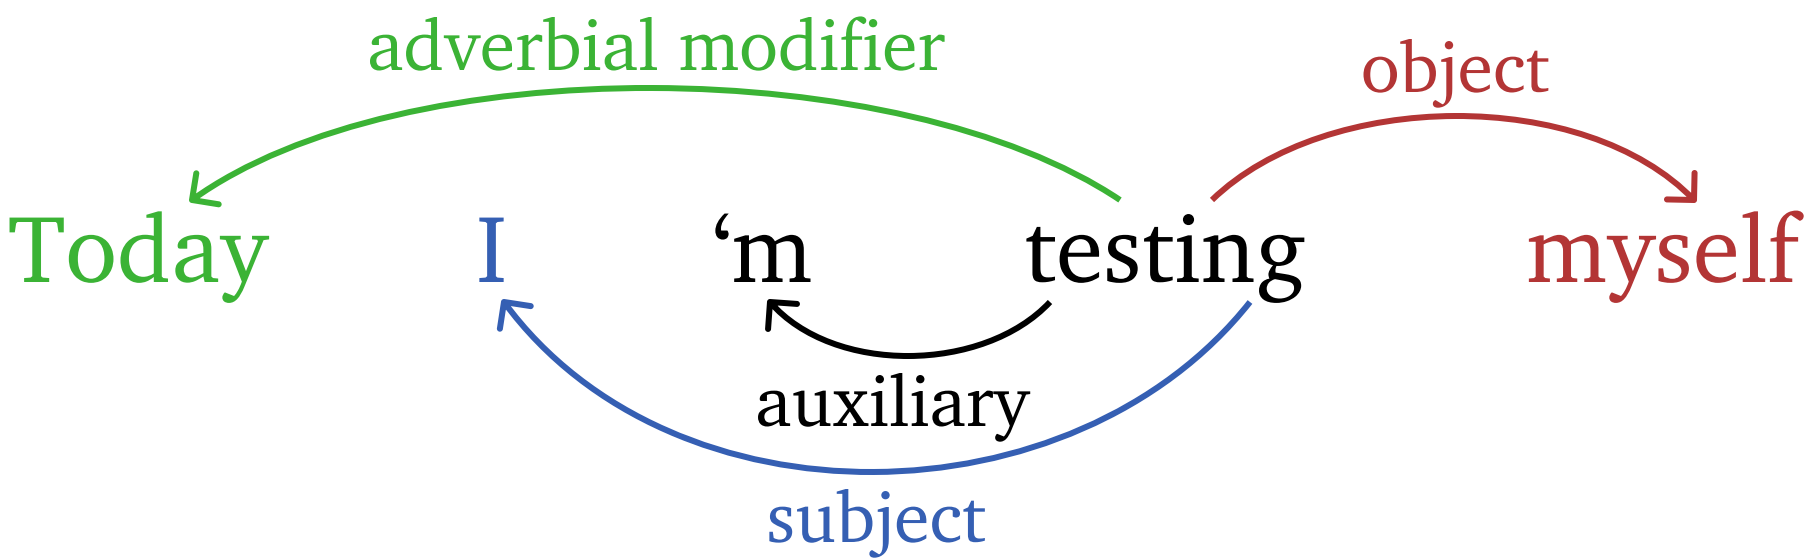 adverbial modifier
object
Today I ‘m testing myself
auxiliary
subject